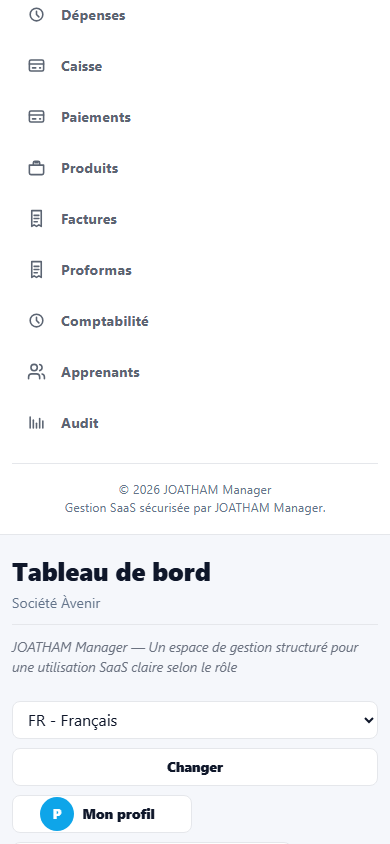 Dépenses
Caisse
Paiements
Produits
Factures
Proformas
Comptabilité
Apprenants
Audit
© 2026 JOATHAM Manager
Gestion SaaS sécurisée par JOATHAM Manager.
Tableau de bord
Société Àvenir
JOATHAM Manager — Un espace de gestion structuré pour
une utilisation SaaS claire selon le rôle
FR - Français
Changer
P Mon profil